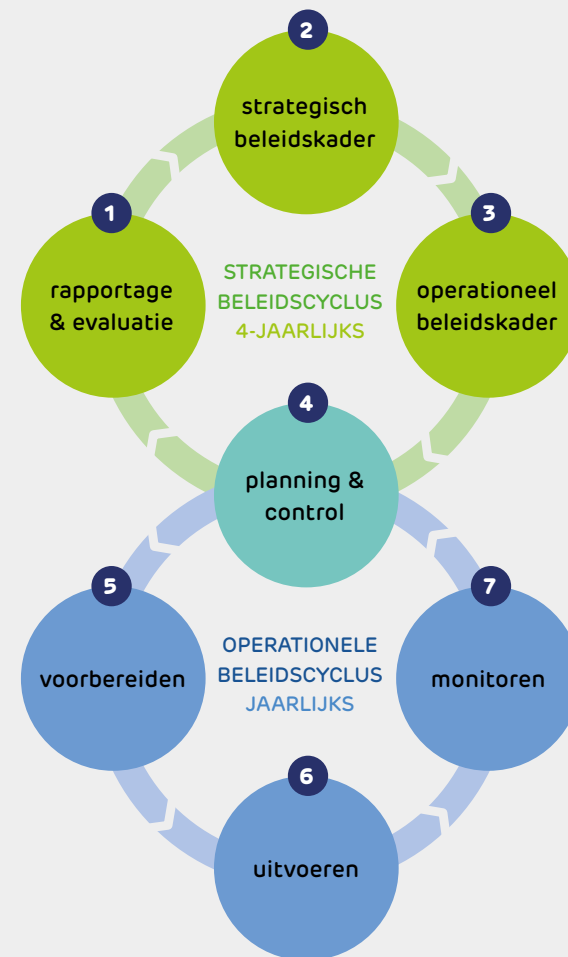 1
rapportage
& evaluatie
2
strategisch
beleidskader
3
operationeel
beleidskader
STRATEGISCHE
BELEIDSCYCLUS
4-JAARLIJKS
4
planning &
control
5
voorbereiden
6
uitvoeren
7
monitoren
OPERATIONELE
BELEIDSCYCLUS
JAARLIJKS